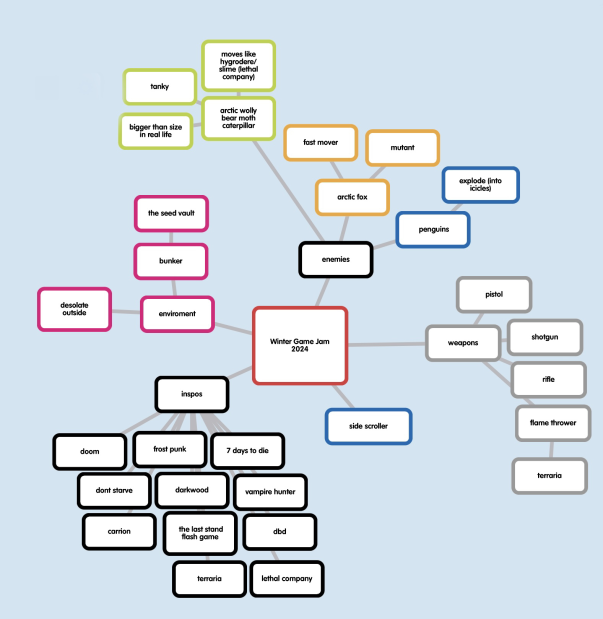 moves like
hygrodere/
slime (lethal
company)
tanky
arctic wolly
bear moth
caterpillar
bigger than size
in real life
fast mover
mutant
explode (into
icicles)
arctic fox
the seed vault
penguins
bunker
enemies
pistol
desolate
outside
enviroment
Winter Game Jam
2024
weapons
shotgun
rifle
inspos
side scroller
flame thrower
doom
frost punk
7 days to die
terraria
dont starve
darkwood
vampire hunter
carrion
the last stand
flash game
dbd
terraria
lethal company